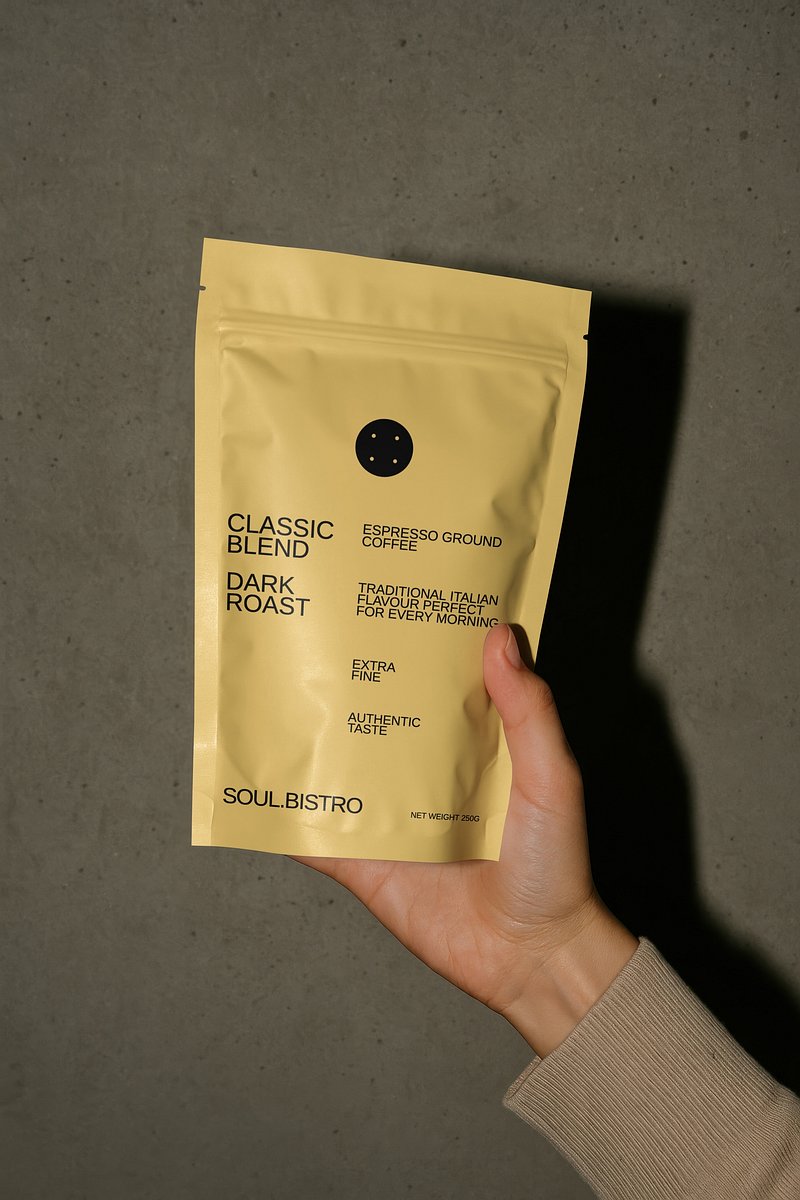 CLASSIC
BLEND
DARK
ROAST
ESPRESSO GROUND
COFFEE
TRADITIONAL ITALIAN
FLAVOUR PERFECT
FOR EVERY MORNING
EXTRA
FINE
AUTHENTIC
TASTE
SOUL.BISTRO
NET WEIGHT 250G